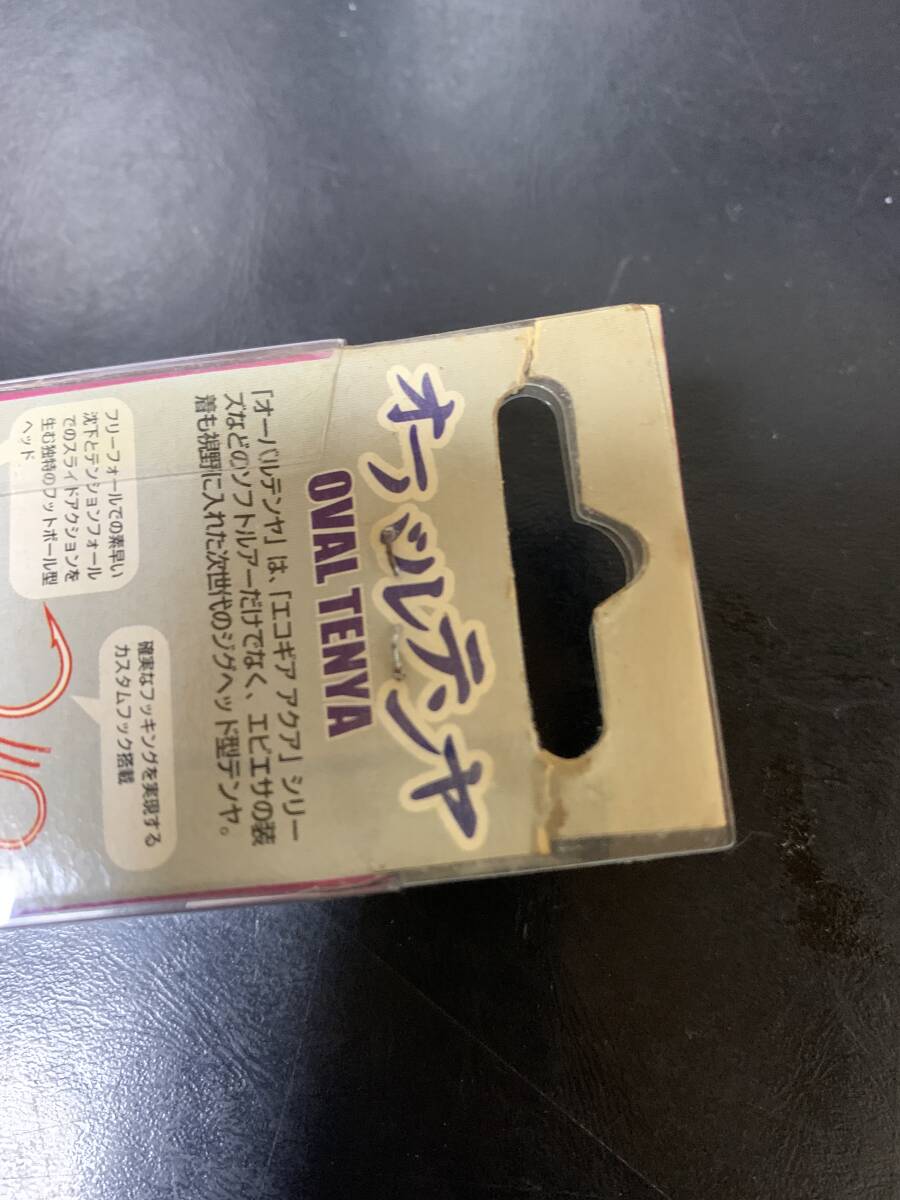 オーバルテンヤ
OVAL TENYA
「オーバルテンヤ」は、「エコギア アクア」シリー
ズなどのソフトルアーだけでなく、エビエサの装
着も視野に入れた次世代のジグヘッド型テンヤ。
フリーフォールでの素早い
沈下とテンションフォール
でのスライドアクションを
生む独特のフットボール型
ヘッド
確実なフッキングを実現する
カスタムフック搭載